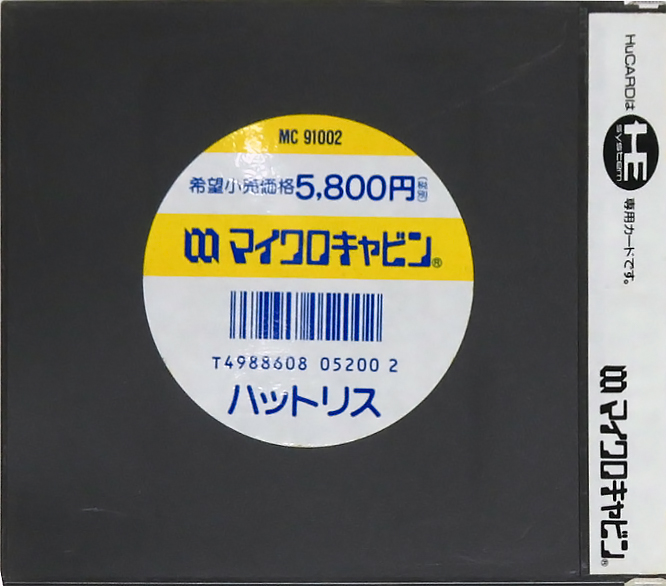 MC 91002
希望小売価格5,800円(税別)
マイクロキャビン®
T4988608 05200 2
ハットリス
HuCARDは
HE
SYSTEM
専用カードです。
マイクロキャビン®